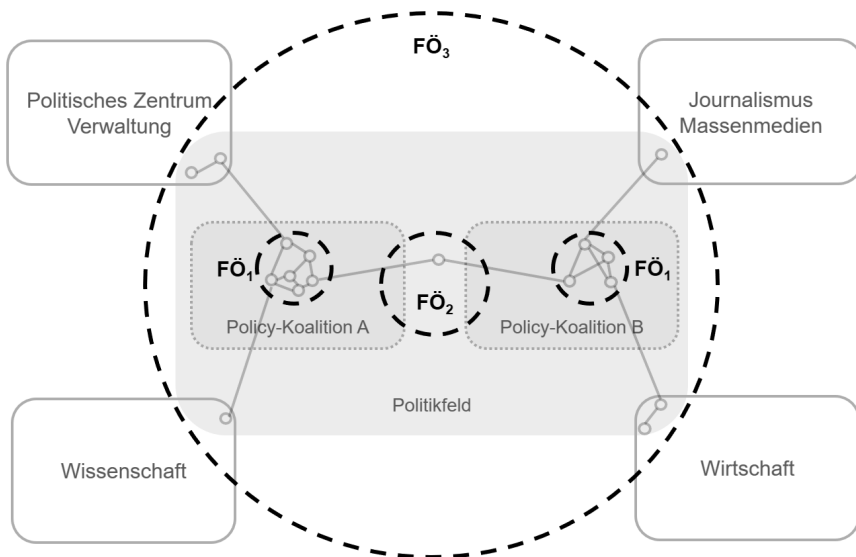 FÖ3
Politisches Zentrum
Verwaltung
Journalismus
Massenmedien
FÖ1
FÖ2
FÖ1
Policy-Koalition A
Policy-Koalition B
Politikfeld
Wissenschaft
Wirtschaft